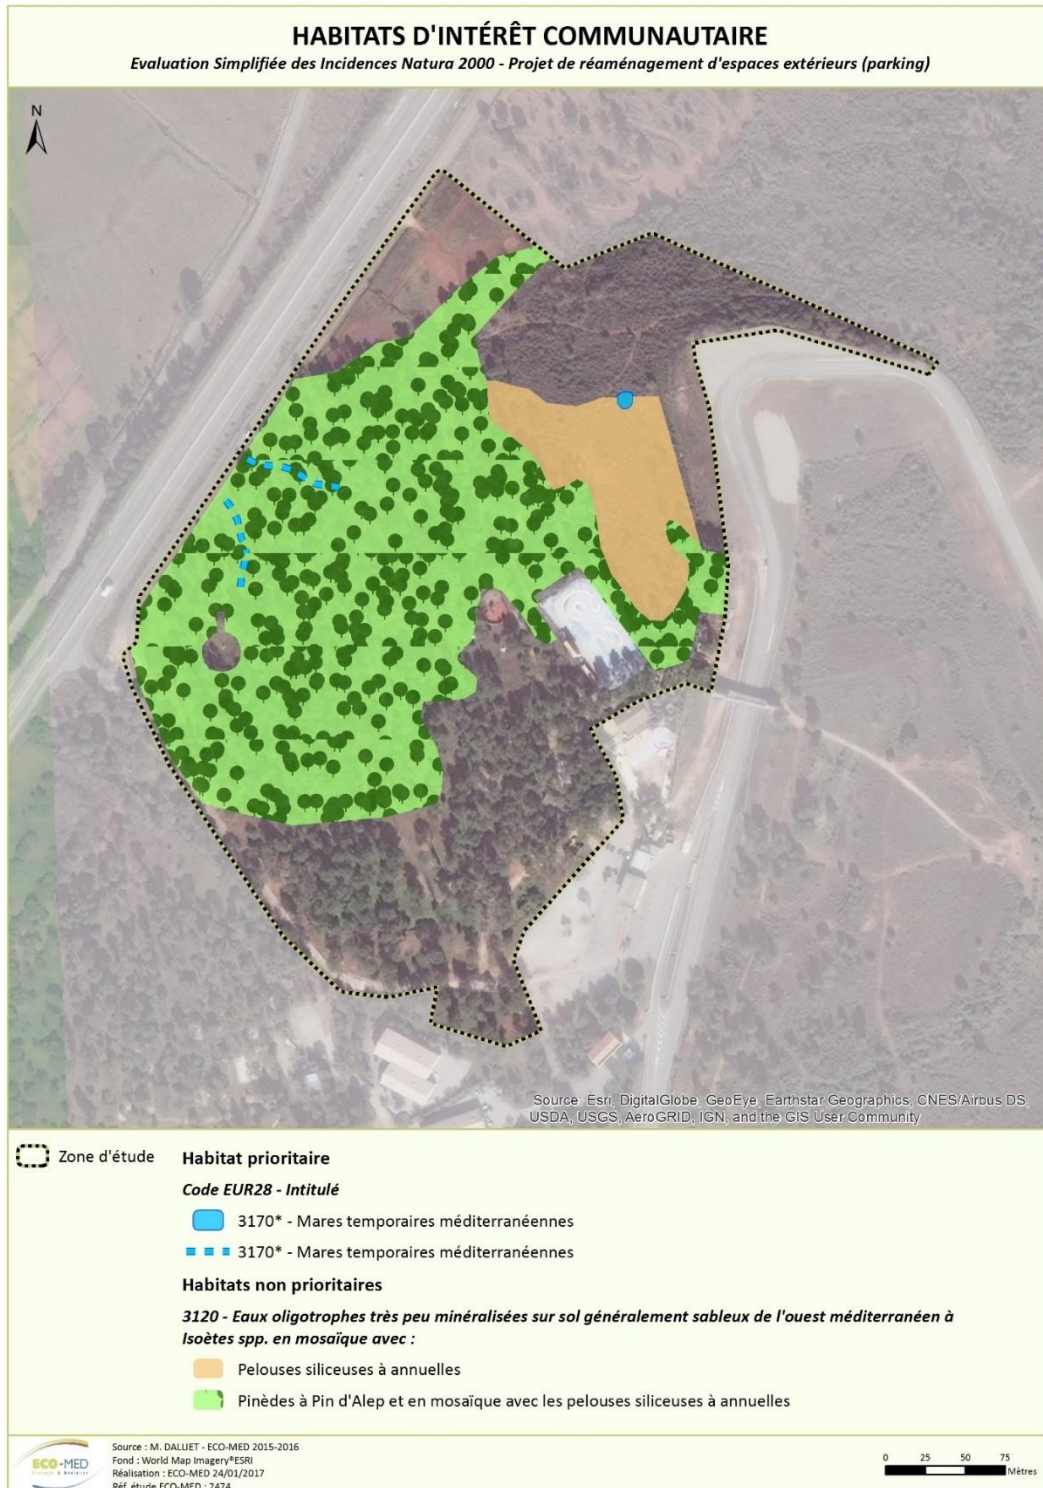 HABITATS D'INTÉRÊT COMMUNAUTAIRE
Evaluation Simplifiée des Incidences Natura 2000 - Projet de réaménagement d'espaces extérieurs (parking)
N
Source: Esri, DigitalGlobe, GeoEye, Earthstar Geographics, CNES/Airbus DS,
USDA, USGS, AeroGRID, IGN, and the GIS User Community
Zone d'étude
Habitat prioritaire
Code EUR28 - Intitulé
3170* - Mares temporaires méditerranéennes
3170* - Mares temporaires méditerranéennes
Habitats non prioritaires
3120 - Eaux oligotrophes très peu minéralisées sur sol généralement sableux de l'ouest méditerranéen à
Isoètes spp. en mosaïque avec :
Pelouses siliceuses à annuelles
Pinèdes à Pin d'Alep et en mosaïque avec les pelouses siliceuses à annuelles
ECO-MED
Source : M. DALLIET - ECO-MED 2015-2016
Fond : World Map Imagery®ESRI
Réalisation : ECO-MED 24/01/2017
Réf. étude ECO-MED : 2474
0 25 50 75
Mètres